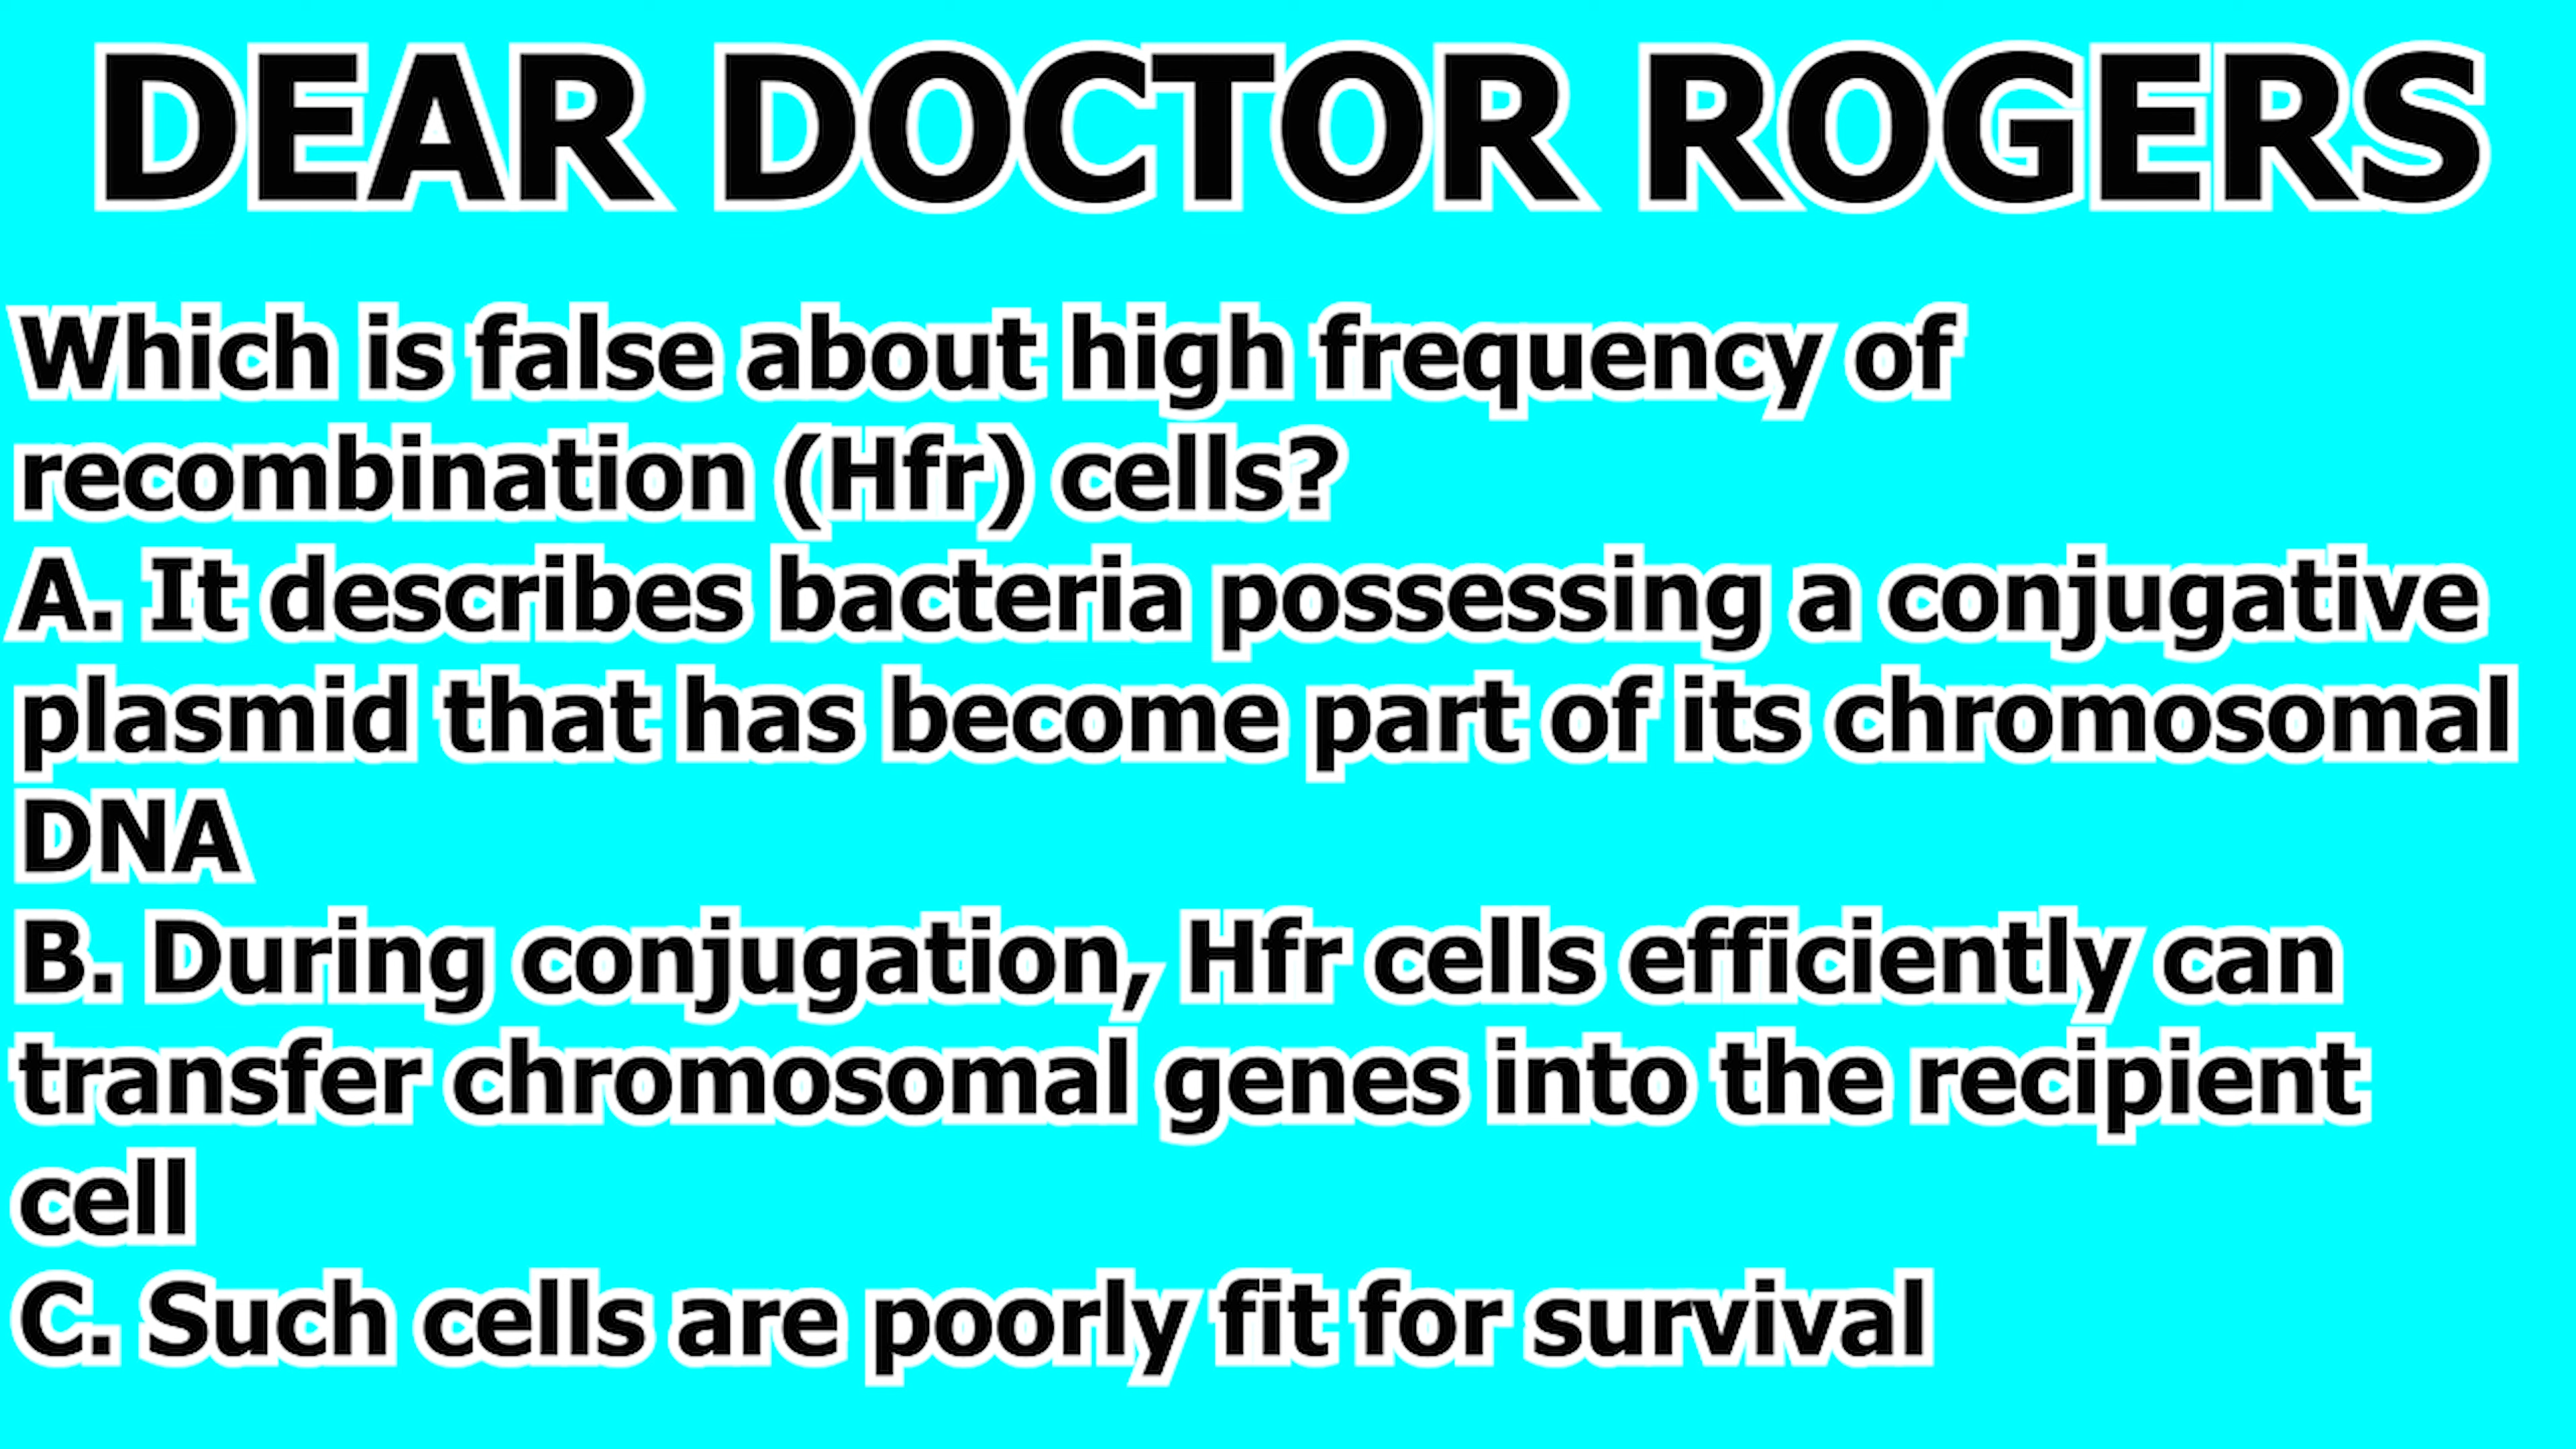 DEAR DOCTOR ROGERS
Which is false about high frequency of
recombination (Hfr) cells?
A. It describes bacteria possessing a conjugative
plasmid that has become part of its chromosomal
DNA
B. During conjugation, Hfr cells efficiently can
transfer chromosomal genes into the recipient
cell
C. Such cells are poorly fit for survival